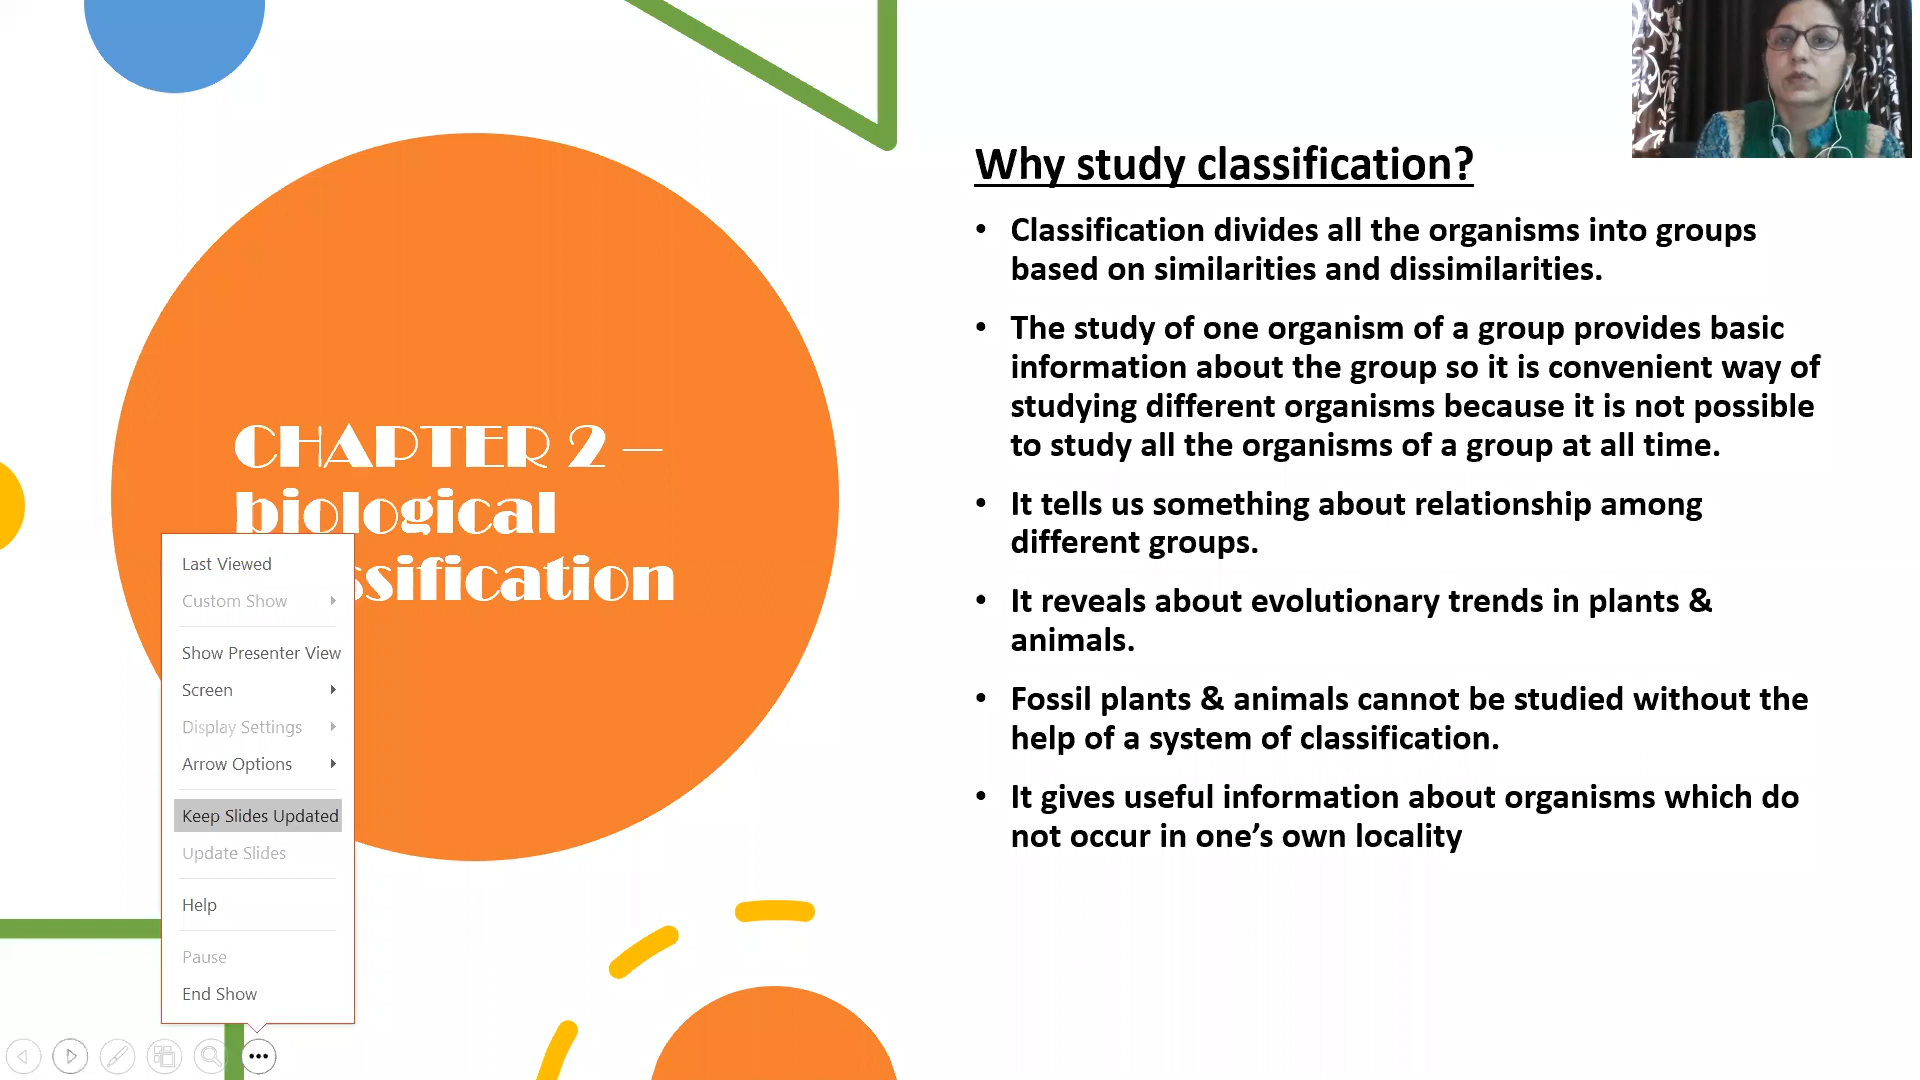 CHAPTER 2 –
biological
ssification
Why study classification?
• Classification divides all the organisms into groups
based on similarities and dissimilarities.
• The study of one organism of a group provides basic
information about the group so it is convenient way of
studying different organisms because it is not possible
to study all the organisms of a group at all time.
• It tells us something about relationship among
different groups.
• It reveals about evolutionary trends in plants &
animals.
• Fossil plants & animals cannot be studied without the
help of a system of classification.
• It gives useful information about organisms which do
not occur in one’s own locality
Last Viewed
Custom Show
Show Presenter View
Screen
Display Settings
Arrow Options
Keep Slides Updated
Update Slides
Help
Pause
End Show